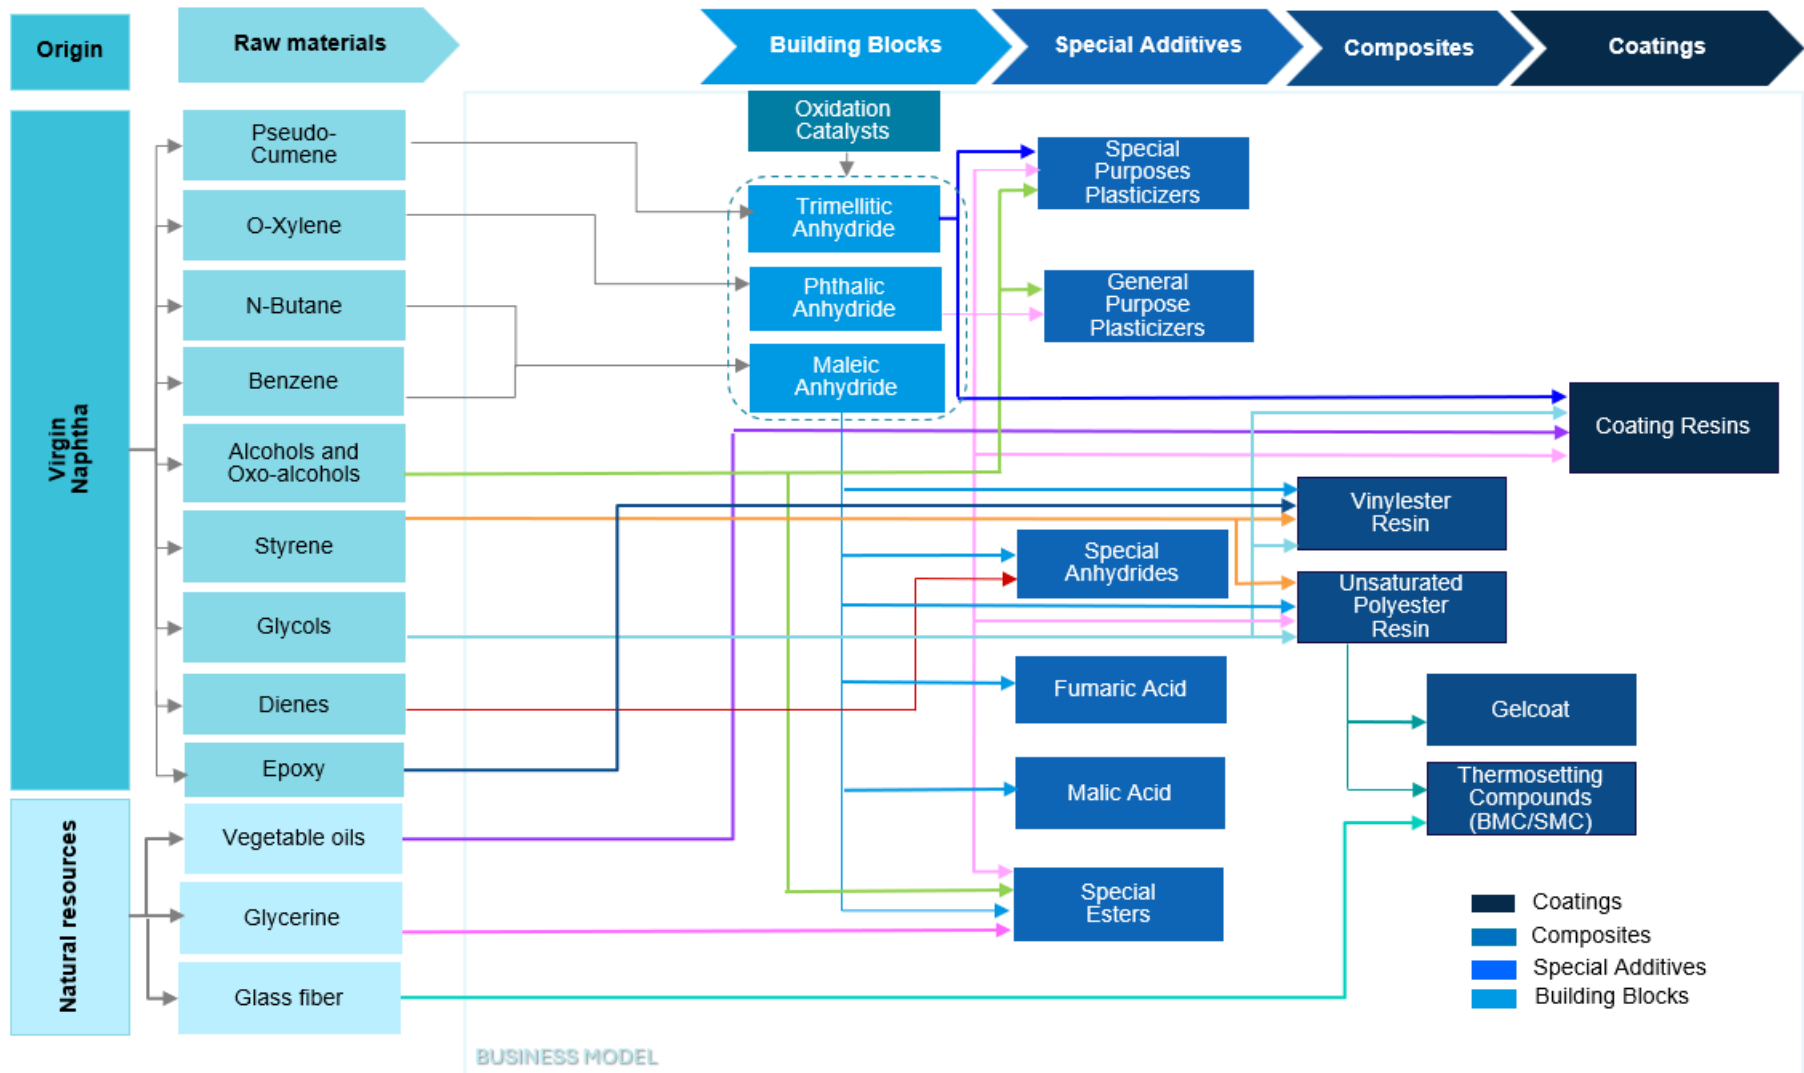 Origin
Raw materials
Building Blocks
Special Additives
Composites
Coatings
Virgin
Naphtha
Natural resources
Pseudo-
Cumene
O-Xylene
N-Butane
Benzene
Alcohols and
Oxo-alcohols
Styrene
Glycols
Dienes
Epoxy
Vegetable oils
Glycerine
Glass fiber
Oxidation
Catalysts
Trimellitic
Anhydride
Phthalic
Anhydride
Maleic
Anhydride
Special
Purposes
Plasticizers
General
Purpose
Plasticizers
Special
Anhydrides
Fumaric Acid
Malic Acid
Special
Esters
Vinylester
Resin
Unsaturated
Polyester
Resin
Gelcoat
Thermosetting
Compounds
(BMC/SMC)
Coating Resins
Coatings
Composites
Special Additives
Building Blocks
BUSINESS MODEL